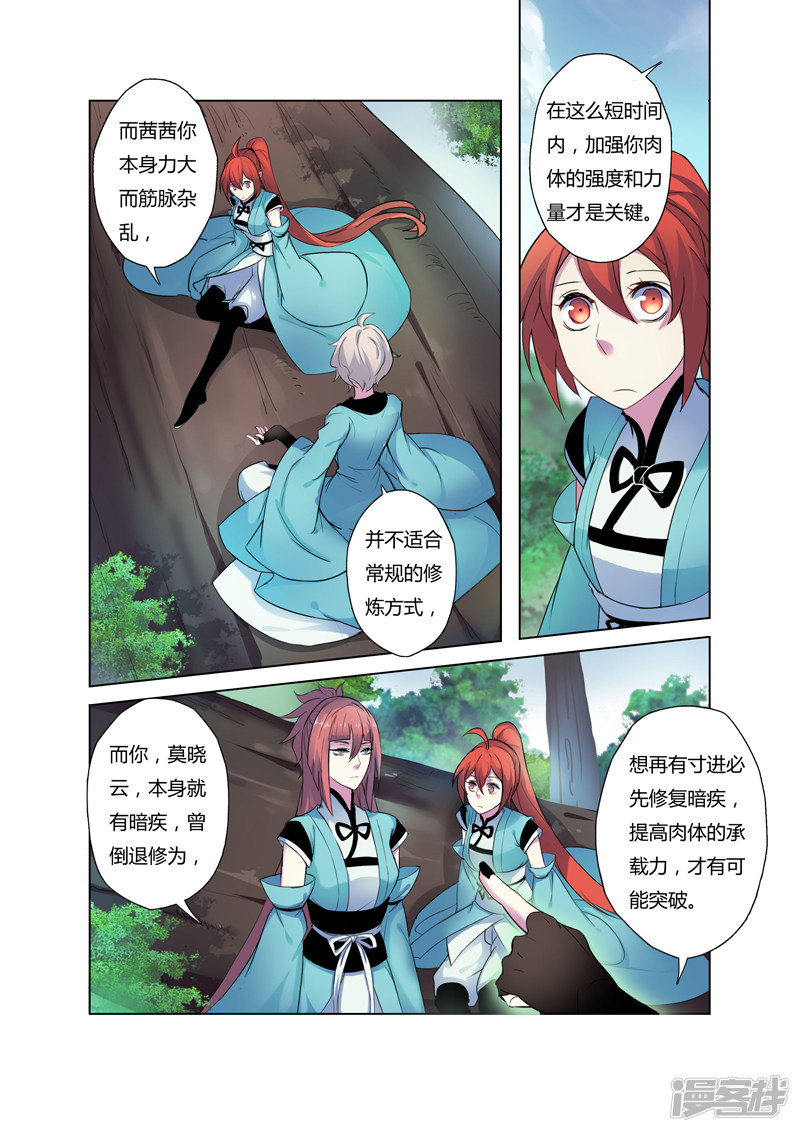 而茜茜你
本身力大
而筋脉杂
乱，
并不适合
常规的修
炼方式，
在这么短时间
内，加强你肉
体的强度和力
量才是关键。
而你，莫晓
云，本身就
有暗疾，曾
倒退修为，
想再有寸进必
先修复暗疾，
提高肉体的承
载力，才有可
能突破。
漫客栈